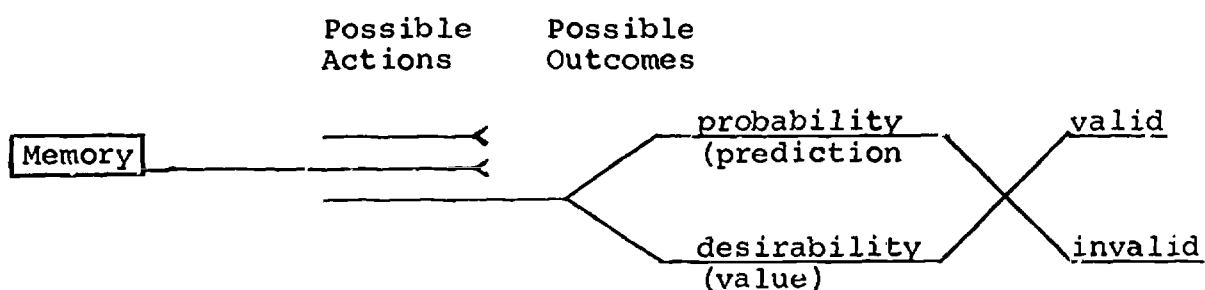 Possible Possible
Actions Outcomes
probability valid
Memory (prediction
desirability invalid
(value)